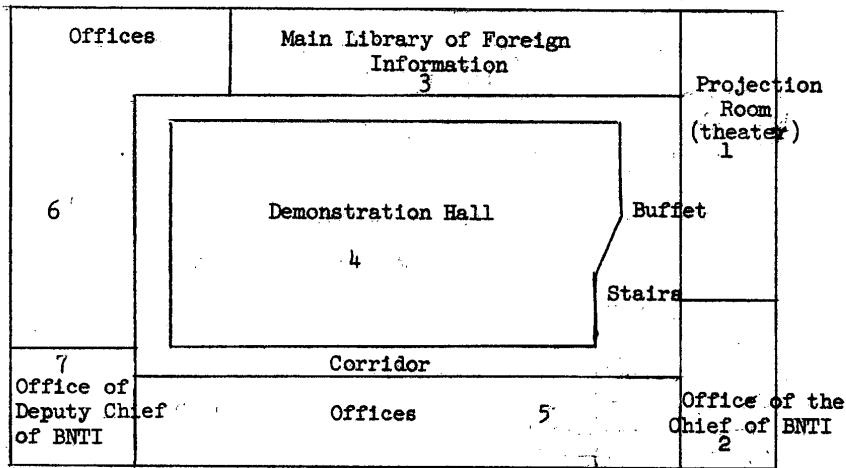 Offices
Main Library of Foreign
Information
3
Projection
Room
(theater)
1
6
Demonstration Hall
4
Buffet
Stairs
Corridor
7
Office of
Deputy Chief
of BNTI
Offices 5
Office of the
Chief of BNTI
2